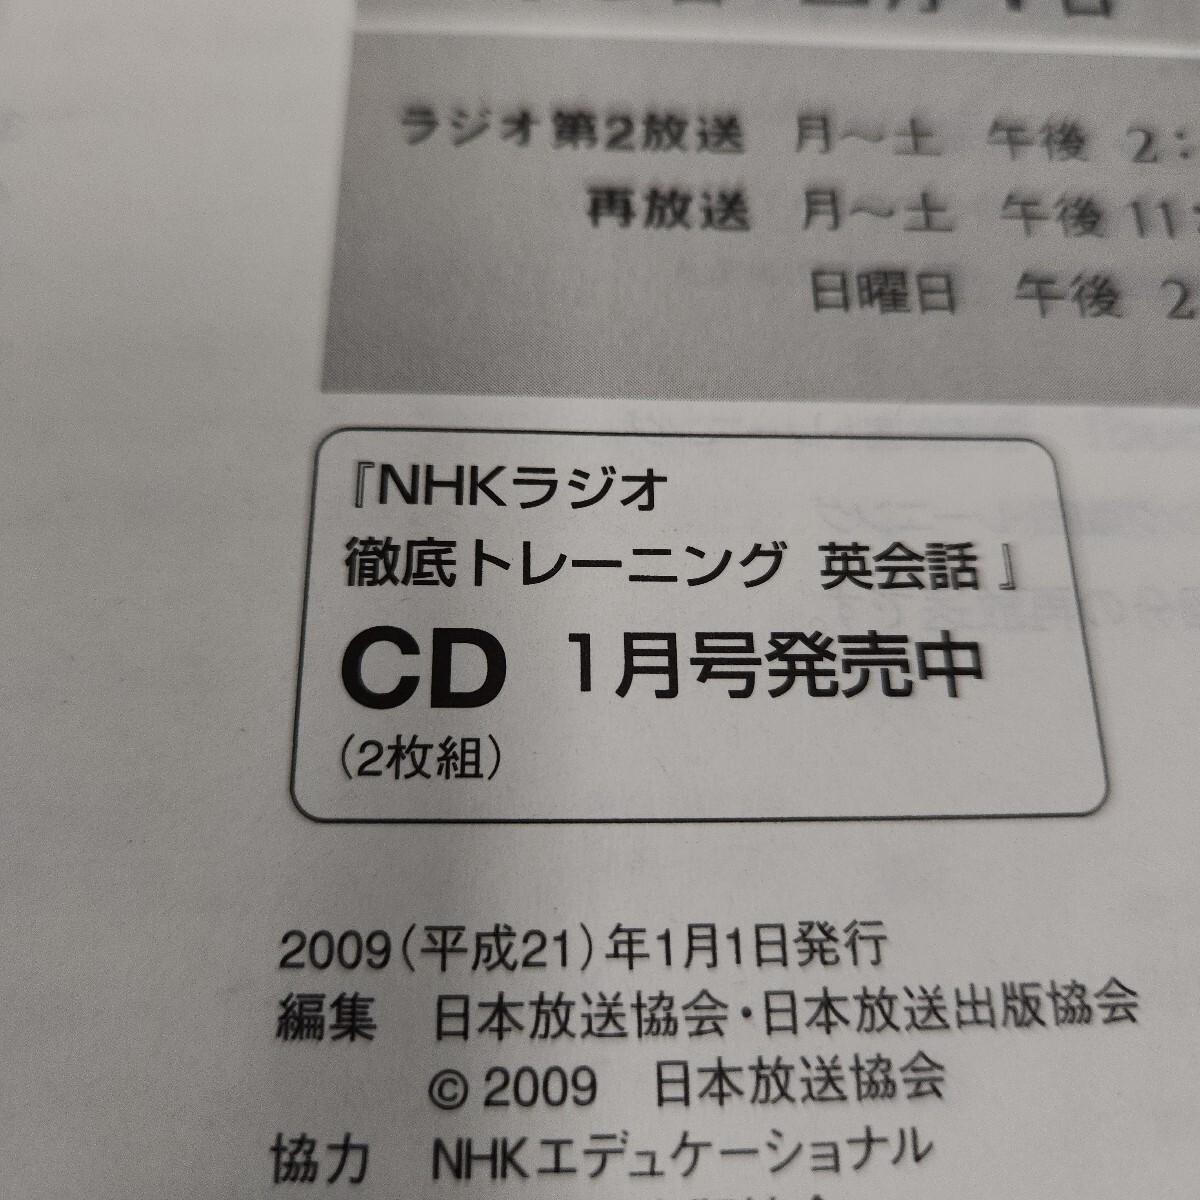 ラジオ第2放送 月〜土 午後 2:
再放送 月〜土 午後 11:
日曜日 午後 2
『NHKラジオ
徹底トレーニング 英会話』
CD 1月号発売中
(2枚組)
2009(平成21)年1月1日発行
編集 日本放送協会・日本放送出版協会
© 2009 日本放送協会
協力 NHKエデュケーショナル